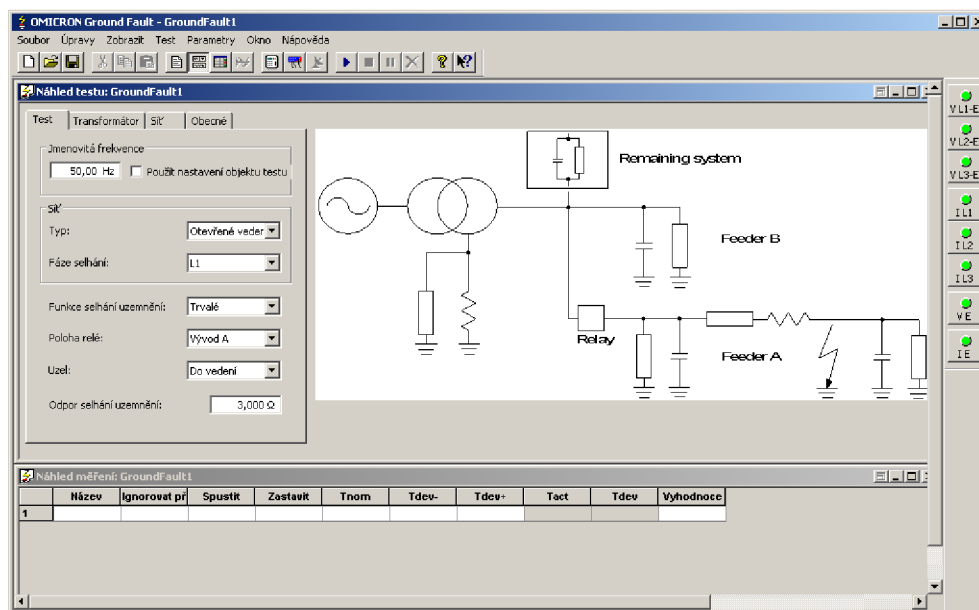 OMICRON Ground Fault - GroundFault1
Soubor Úpravy Zobrazit Test Parametry Okno Nápověda
Náhled testu: GroundFault1
Test Transformátor Síť Obecné
Jmenovitá frekvence
50,00 Hz Použít nastavení objektu testu
Síť
Typ: Otevřené veder
Fáze selhání: L1
Funkce selhání uzemnění: Trvalé
Poloha relé: Vývod A
Uzel: Do vedení
Odpor selhání uzemnění: 3,000 Ω
Remaining system
Feeder B
Relay
Feeder A
V L1-E
V L2-E
V L3-E
I L1
I L2
I L3
V E
I E
Náhled měření: GroundFault1
Název Ignorovat př Spustit Zastavit Tnom Tdev- Tdev+ Tact Tdev Vyhodnoce
1